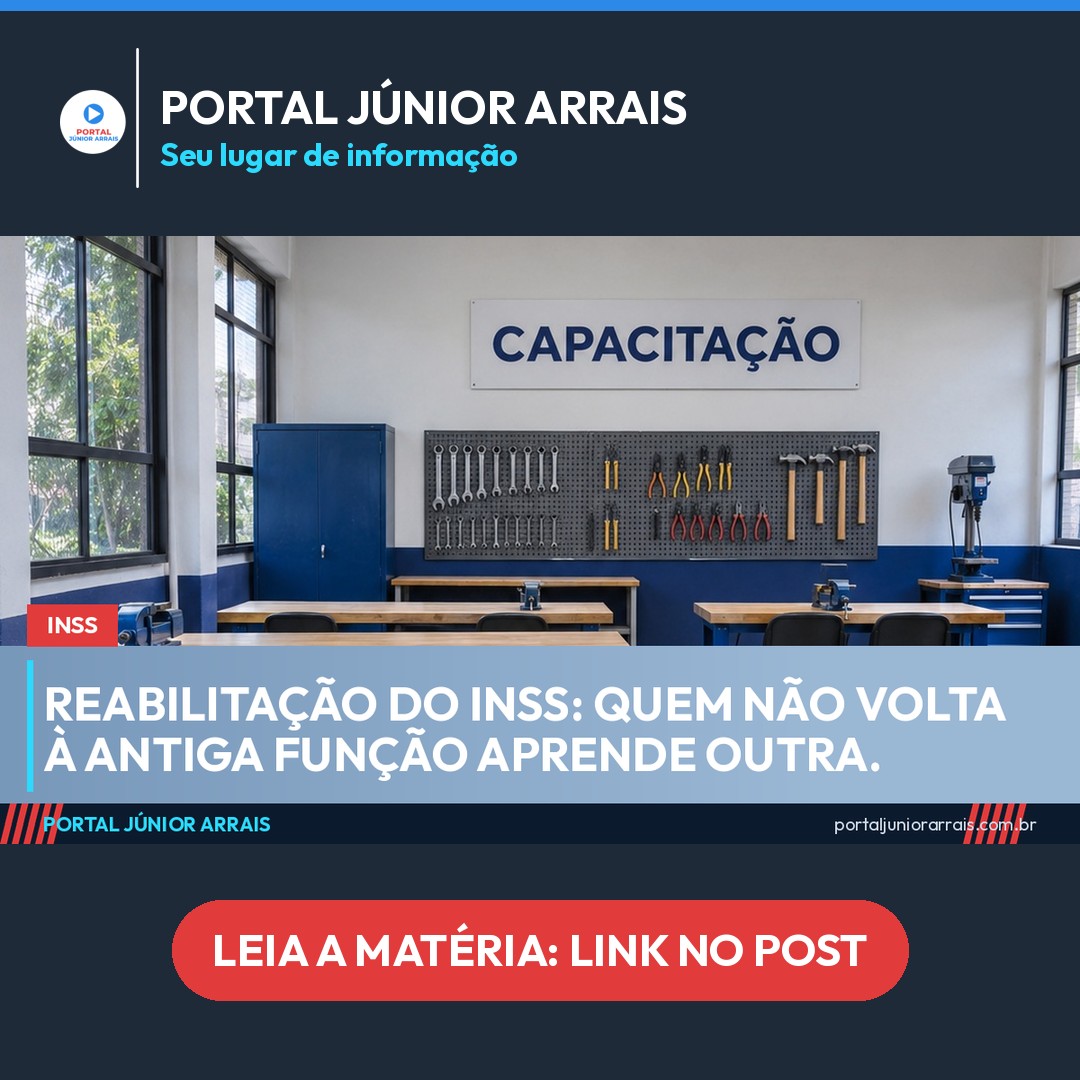 PORTAL JÚNIOR ARRAIS
Seu lugar de informação
PORTAL
JÚNIOR ARRAIS
CAPACITAÇÃO
INSS
REABILITAÇÃO DO INSS: QUEM NÃO VOLTA
À ANTIGA FUNÇÃO APRENDE OUTRA.
PORTAL JÚNIOR ARRAIS
portaljuniorarrais.com.br
LEIA A MATÉRIA: LINK NO POST